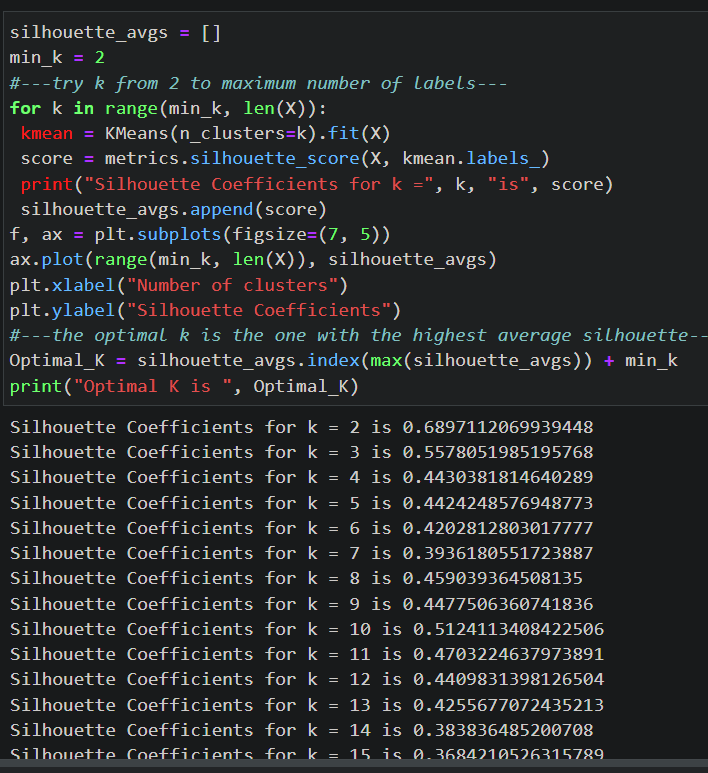 silhouette_avgs = []
min_k = 2
#---try k from 2 to maximum number of labels---
for k in range(min_k, len(X)):
 kmean = KMeans(n_clusters=k).fit(X)
 score = metrics.silhouette_score(X, kmean.labels_)
 print("Silhouette Coefficients for k =", k, "is", score)
 silhouette_avgs.append(score)
f, ax = plt.subplots(figsize=(7, 5))
ax.plot(range(min_k, len(X)), silhouette_avgs)
plt.xlabel("Number of clusters")
plt.ylabel("Silhouette Coefficients")
#---the optimal k is the one with the highest average silhouette--
Optimal_K = silhouette_avgs.index(max(silhouette_avgs)) + min_k
print("Optimal K is ", Optimal_K)
Silhouette Coefficients for k = 2 is 0.6897112069939448
Silhouette Coefficients for k = 3 is 0.5578051985195768
Silhouette Coefficients for k = 4 is 0.4430381814640289
Silhouette Coefficients for k = 5 is 0.4424248576948773
Silhouette Coefficients for k = 6 is 0.4202812803017777
Silhouette Coefficients for k = 7 is 0.3936180551723887
Silhouette Coefficients for k = 8 is 0.459039364508135
Silhouette Coefficients for k = 9 is 0.4477506360741836
Silhouette Coefficients for k = 10 is 0.5124113408422506
Silhouette Coefficients for k = 11 is 0.4703224637973891
Silhouette Coefficients for k = 12 is 0.4409831398126504
Silhouette Coefficients for k = 13 is 0.4255677072435213
Silhouette Coefficients for k = 14 is 0.383836485200708
Silhouette Coefficients for k = 15 is 0.3684210526315789